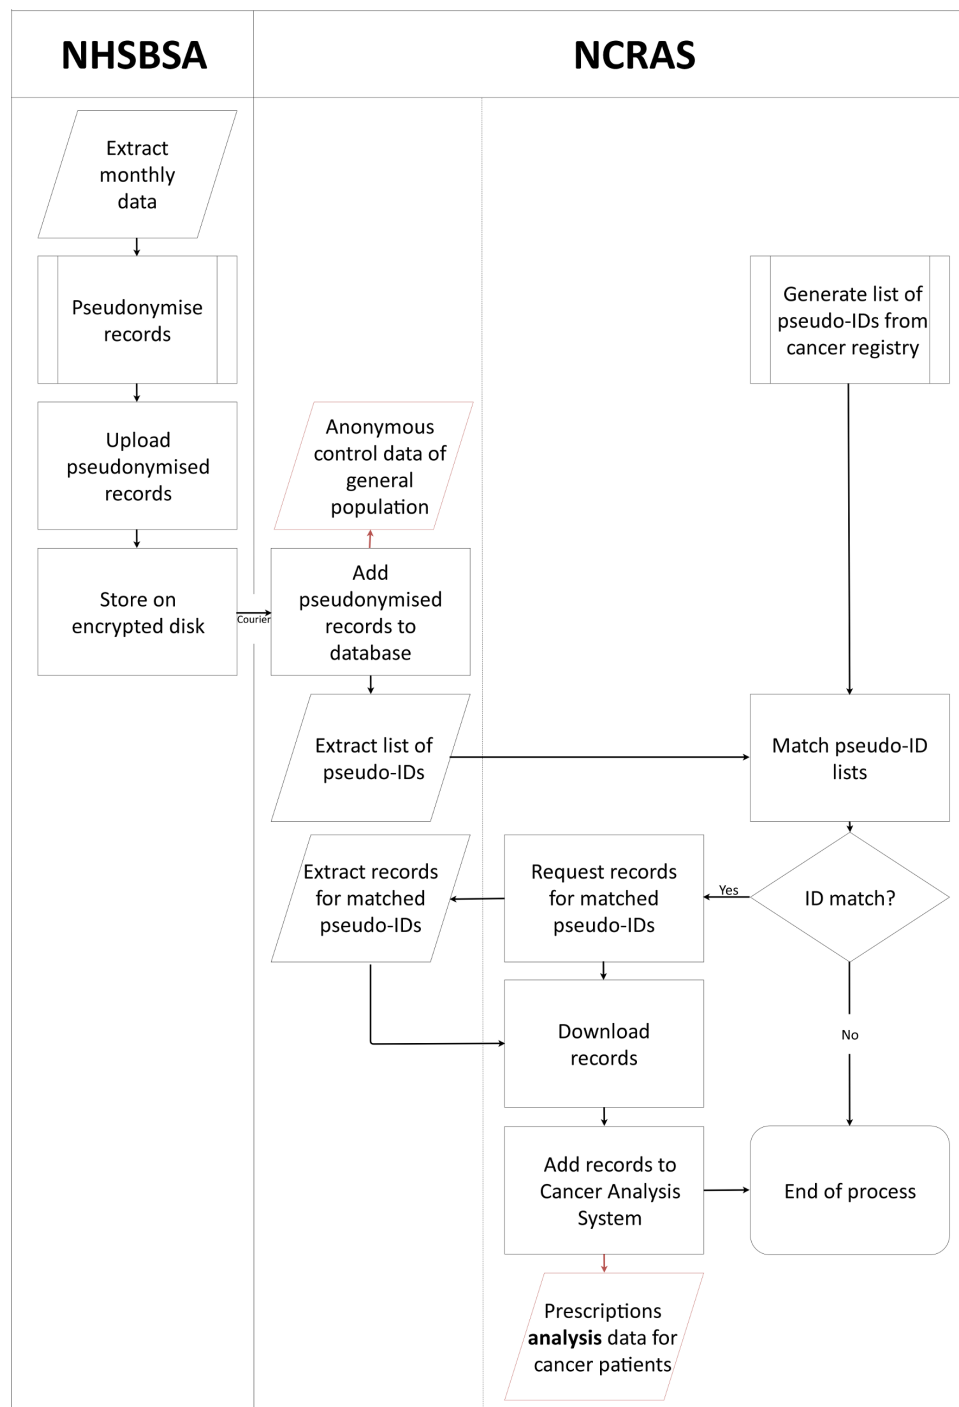 NHSBSA
NCRAS
Extract
monthly
data
Pseudonymise
records
Generate list of
pseudo-IDs from
cancer registry
Upload
pseudonymised
records
Anonymous
control data of
general
population
Store on
encrypted disk
Courier
Add
pseudonymised
records to
database
Extract list of
pseudo-IDs
Match pseudo-ID
lists
Extract records
for matched
pseudo-IDs
Request records
for matched
pseudo-IDs
Yes
ID match?
Download
records
No
Add records to
Cancer Analysis
System
End of process
Prescriptions
analysis data for
cancer patients